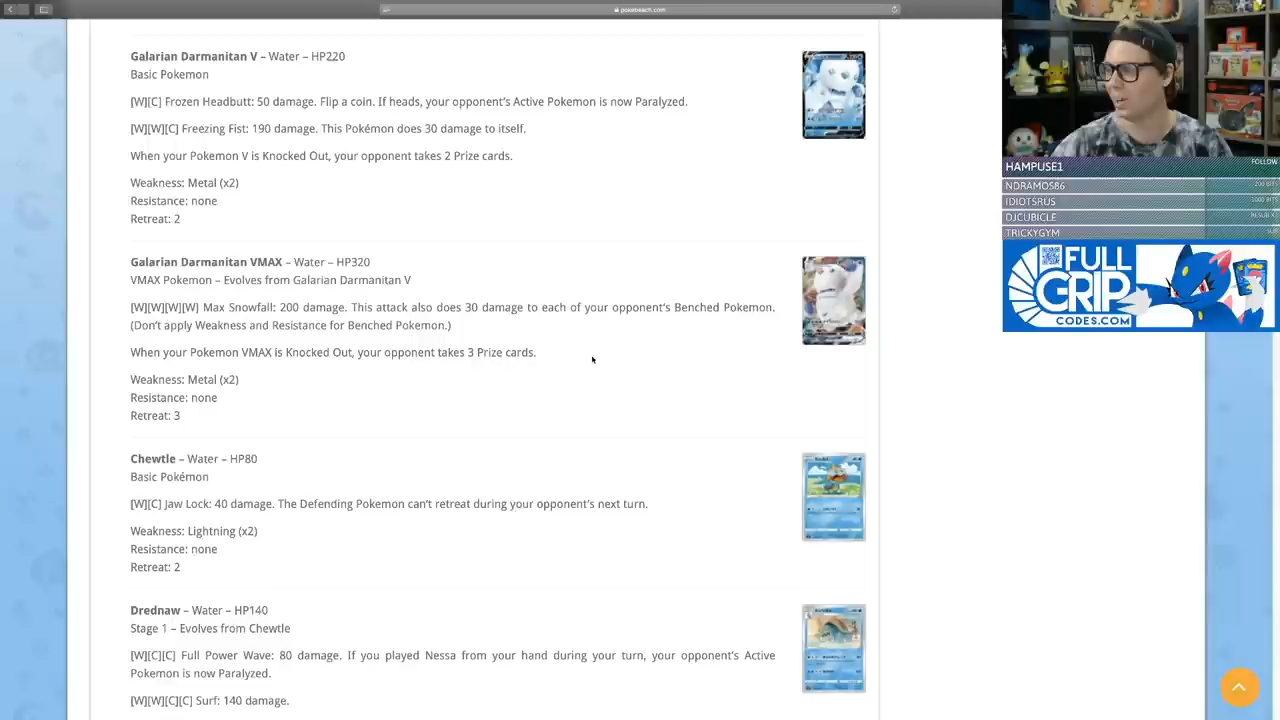 pokebeach.com
Galarian Darmanitan V – Water – HP220
Basic Pokemon
[W][C] Frozen Headbutt: 50 damage. Flip a coin. If heads, your opponent's Active Pokemon is now Paralyzed.
[W][W][C] Freezing Fist: 190 damage. This Pokémon does 30 damage to itself.
When your Pokemon V is Knocked Out, your opponent takes 2 Prize cards.
Weakness: Metal (x2)
Resistance: none
Retreat: 2
Galarian Darmanitan VMAX – Water – HP320
VMAX Pokemon – Evolves from Galarian Darmanitan V
[W][W][W][W] Max Snowfall: 200 damage. This attack also does 30 damage to each of your opponent's Benched Pokemon.
(Don't apply Weakness and Resistance for Benched Pokemon.)
When your Pokemon VMAX is Knocked Out, your opponent takes 3 Prize cards.
Weakness: Metal (x2)
Resistance: none
Retreat: 3
Chewtle – Water – HP80
Basic Pokémon
[W][C] Jaw Lock: 40 damage. The Defending Pokemon can't retreat during your opponent's next turn.
Weakness: Lightning (x2)
Resistance: none
Retreat: 2
Drednaw – Water – HP140
Stage 1 – Evolves from Chewtle
[W][C][C] Full Power Wave: 80 damage. If you played Nessa from your hand during your turn, your opponent's Active
Pokemon is now Paralyzed.
[W][W][C][C] Surf: 140 damage.
HAMPUSE1 FOLLOW
NDRAMOS86 200 BITS
IDIOTSRUS 1000 BITS
DJCUBICLE
TRICKYGYM SUB
FULL
GRIP
CODES.COM